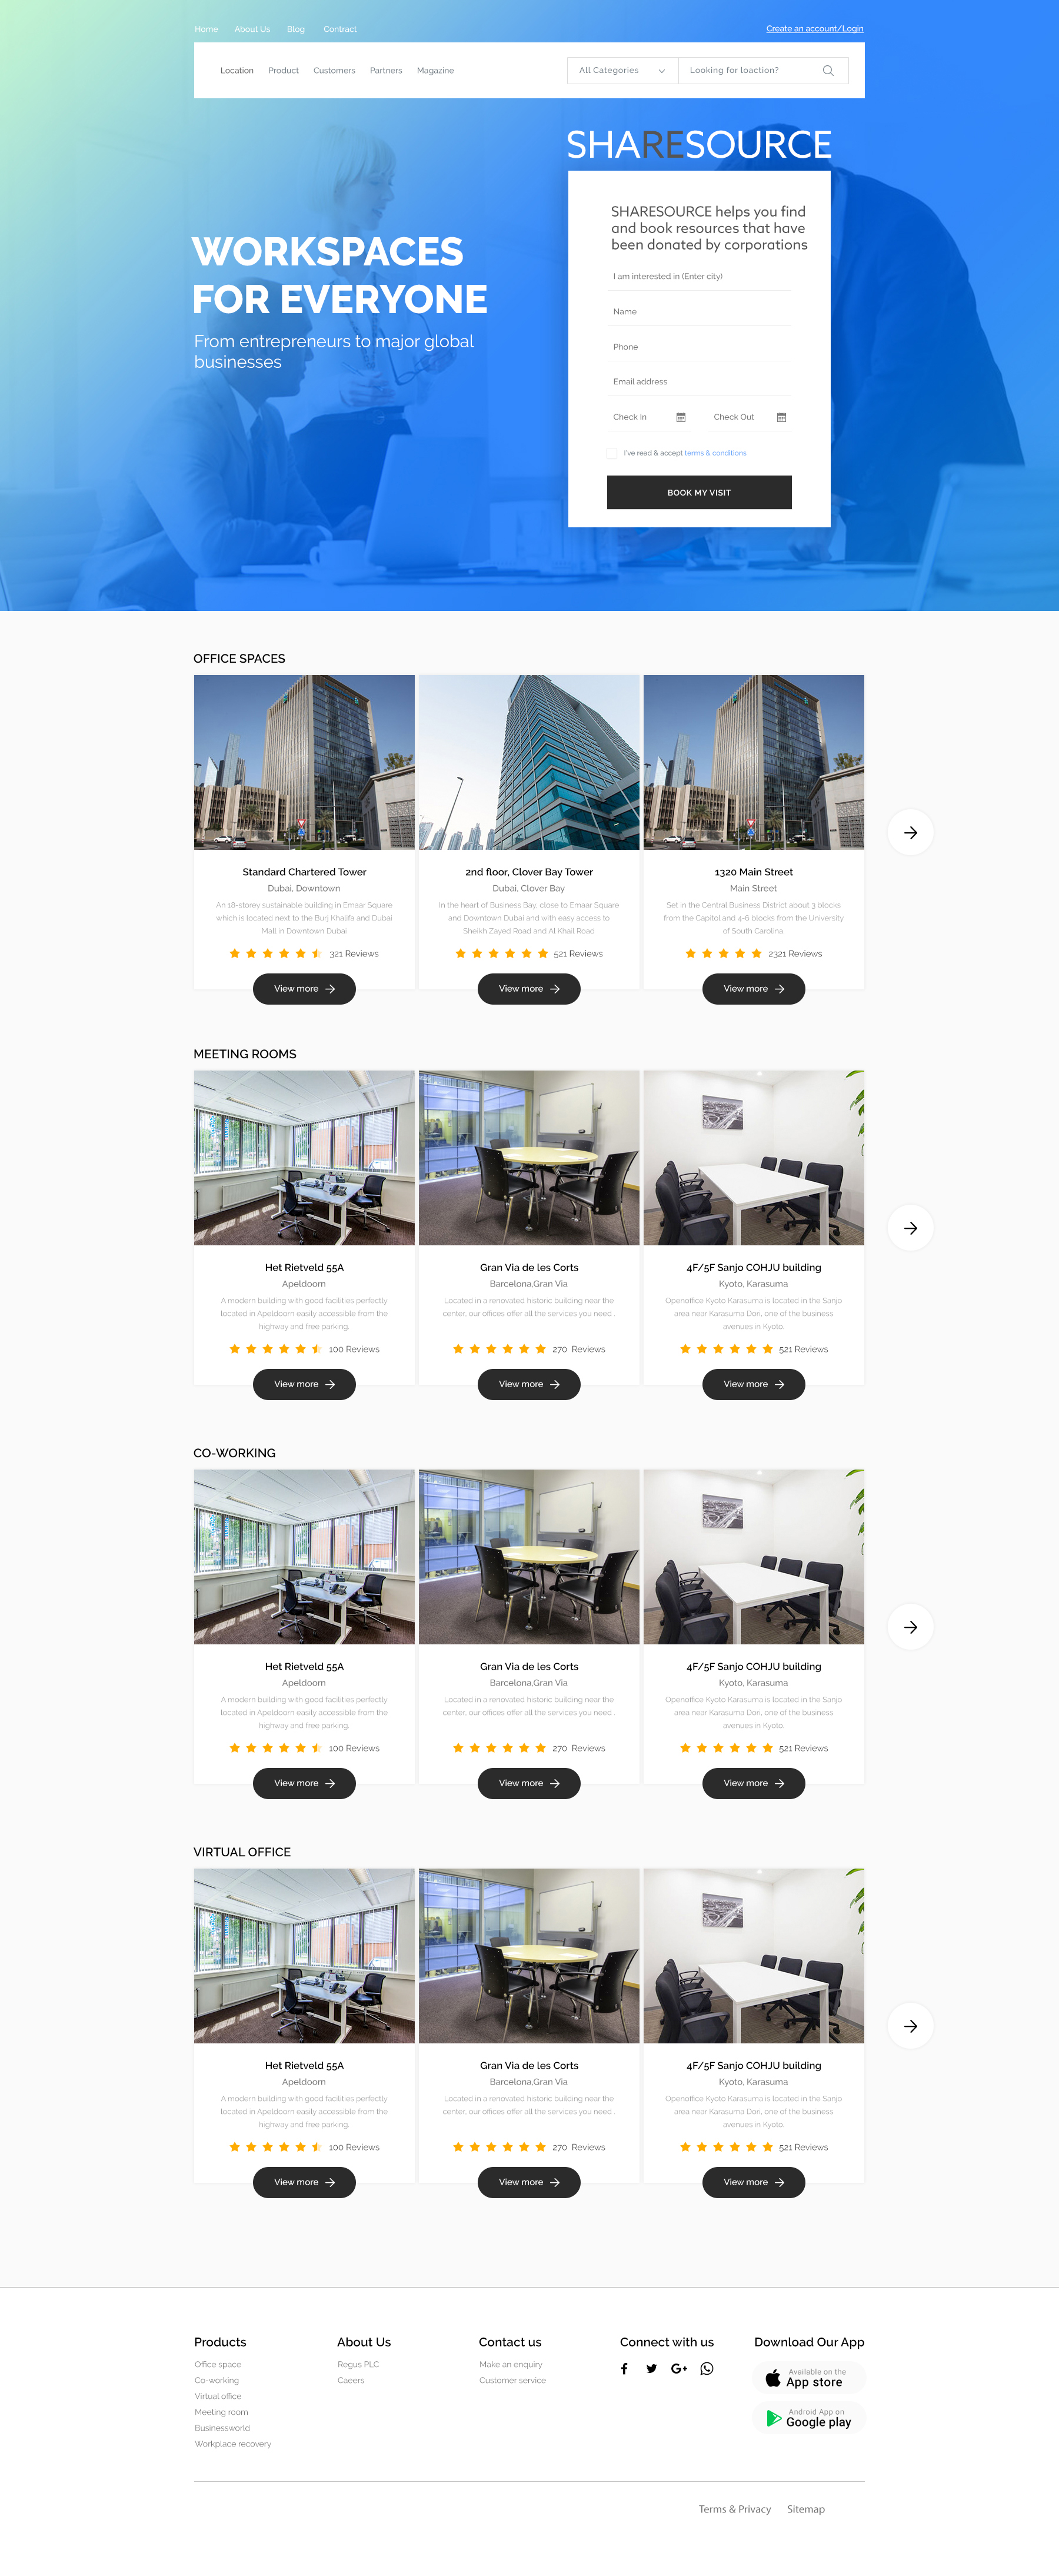 Home About Us Blog Contract Create an account/Login
Location Product Customers Partners Magazine All Categories Looking for loaction?
SHARESOURCE
WORKSPACES
FOR EVERYONE
From entrepreneurs to major global
businesses
SHARESOURCE helps you find
and book resources that have
been donated by corporations
I am interested in (Enter city)
Name
Phone
Email address
Check In Check Out
I've read & accept terms & conditions
BOOK MY VISIT
OFFICE SPACES
Standard Chartered Tower
Dubai, Downtown
An 18-storey sustainable building in Emaar Square
which is located next to the Burj Khalifa and Dubai
Mall in Downtown Dubai
321 Reviews
View more
2nd floor, Clover Bay Tower
Dubai, Clover Bay
In the heart of Business Bay, close to Emaar Square
and Downtown Dubai and with easy access to
Sheikh Zayed Road and Al Khail Road
521 Reviews
View more
1320 Main Street
Main Street
Set in the Central Business District about 3 blocks
from the Capitol and 4-6 blocks from the University
of South Carolina.
2321 Reviews
View more
MEETING ROOMS
Het Rietveld 55A
Apeldoorn
A modern building with good facilities perfectly
located in Apeldoorn easily accessible from the
highway and free parking.
100 Reviews
View more
Gran Via de les Corts
Barcelona,Gran Via
Located in a renovated historic building near the
center, our offices offer all the services you need .
270 Reviews
View more
4F/5F Sanjo COHJU building
Kyoto, Karasuma
Openoffice Kyoto Karasuma is located in the Sanjo
area near Karasuma Dori, one of the business
avenues in Kyoto.
521 Reviews
View more
CO-WORKING
Het Rietveld 55A
Apeldoorn
A modern building with good facilities perfectly
located in Apeldoorn easily accessible from the
highway and free parking.
100 Reviews
View more
Gran Via de les Corts
Barcelona,Gran Via
Located in a renovated historic building near the
center, our offices offer all the services you need .
270 Reviews
View more
4F/5F Sanjo COHJU building
Kyoto, Karasuma
Openoffice Kyoto Karasuma is located in the Sanjo
area near Karasuma Dori, one of the business
avenues in Kyoto.
521 Reviews
View more
VIRTUAL OFFICE
Het Rietveld 55A
Apeldoorn
A modern building with good facilities perfectly
located in Apeldoorn easily accessible from the
highway and free parking.
100 Reviews
View more
Gran Via de les Corts
Barcelona,Gran Via
Located in a renovated historic building near the
center, our offices offer all the services you need .
270 Reviews
View more
4F/5F Sanjo COHJU building
Kyoto, Karasuma
Openoffice Kyoto Karasuma is located in the Sanjo
area near Karasuma Dori, one of the business
avenues in Kyoto.
521 Reviews
View more
Products
Office space
Co-working
Virtual office
Meeting room
Businessworld
Workplace recovery
About Us
Regus PLC
Caeers
Contact us
Make an enquiry
Customer service
Connect with us
G+
Download Our App
Available on the
App store
Android App on
Google play
Terms & Privacy Sitemap